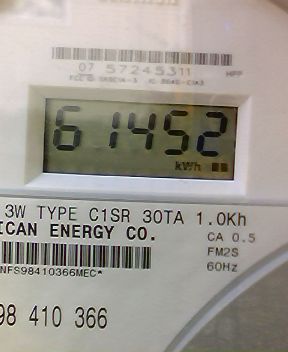 07 57245311 MPP
61452
kWh
3W TYPE C1SR 30TA 1.0Kh
ICAN ENERGY CO.
CA 0.5
FM2S
NFS98410366MEC*
60Hz
98 410 366